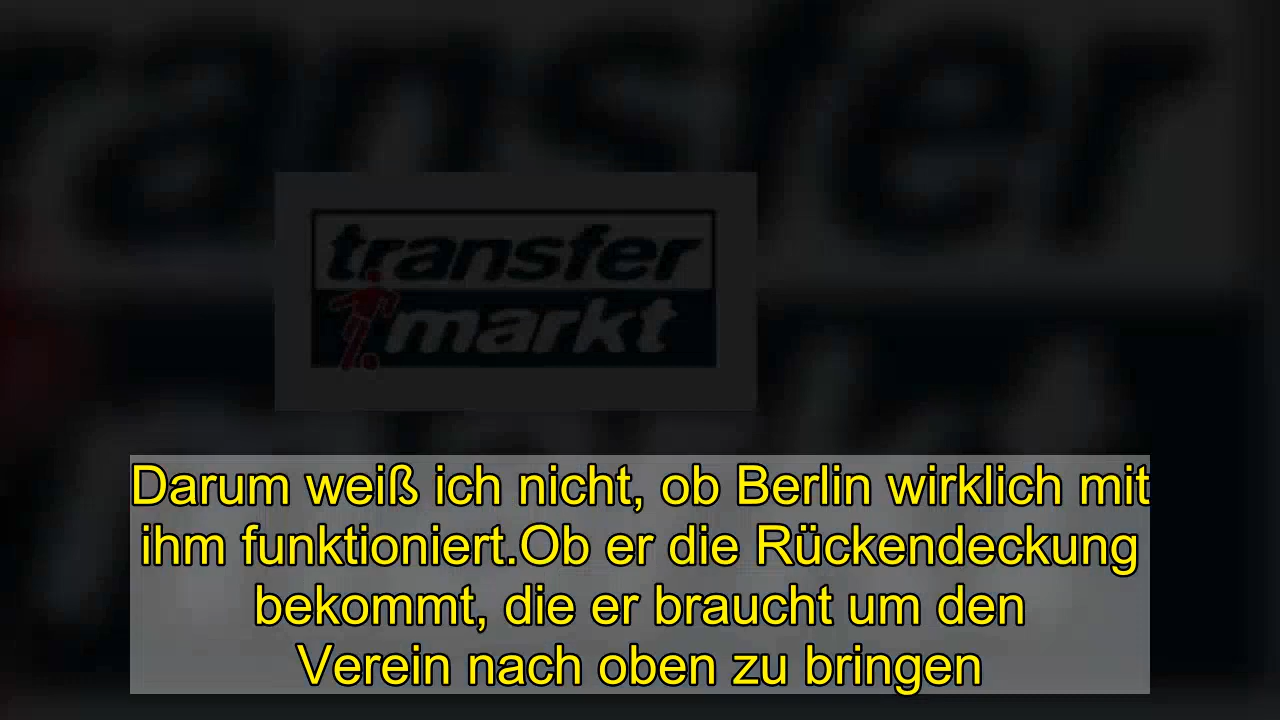 transfer
transfer
markt
Darum weiß ich nicht, ob Berlin wirklich mit
ihm funktioniert.Ob er die Rückendeckung
bekommt, die er braucht um den
Verein nach oben zu bringen